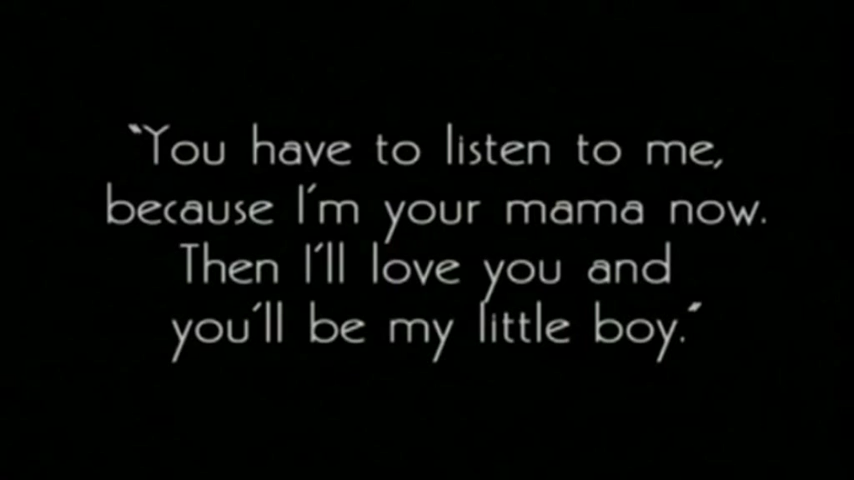 "You have to listen to me,
because I'm your mama now.
Then I'll love you and
you'll be my little boy."